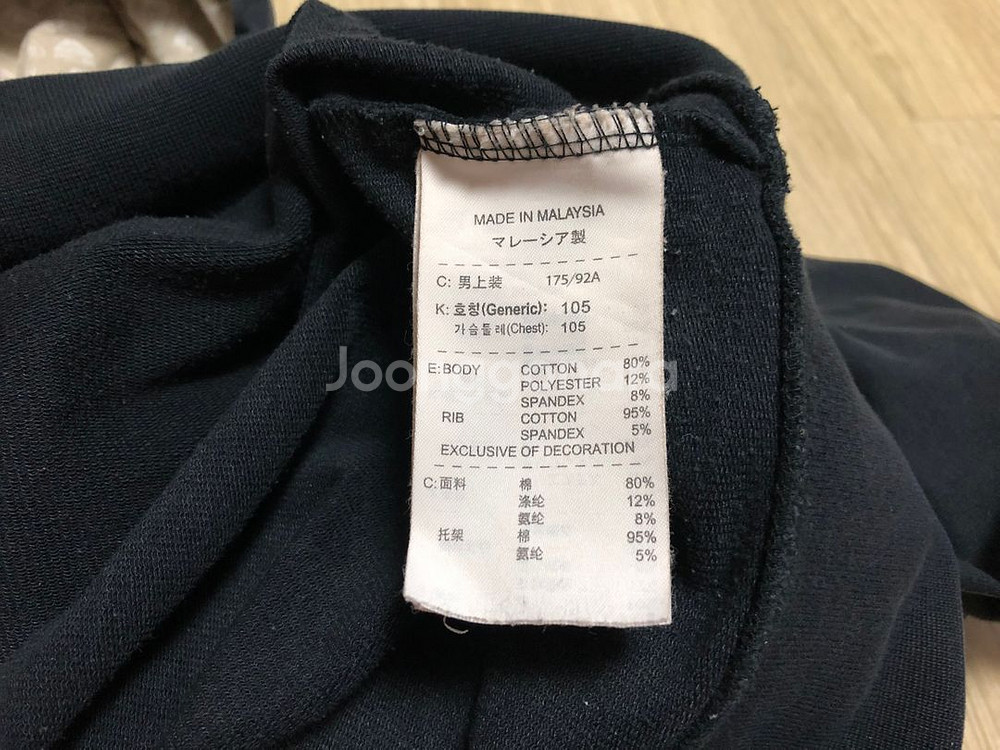 MADE IN MALAYSIA
マレーシア製
C: 男上装 175/92A
K: 호칭(Generic): 105
가슴둘레(Chest): 105
E: BODY COTTON 80%
POLYESTER 12%
SPANDEX 8%
RIB COTTON 95%
SPANDEX 5%
EXCLUSIVE OF DECORATION
C: 面料 棉 80%
涤纶 12%
氨纶 8%
托架 棉 95%
氨纶 5%